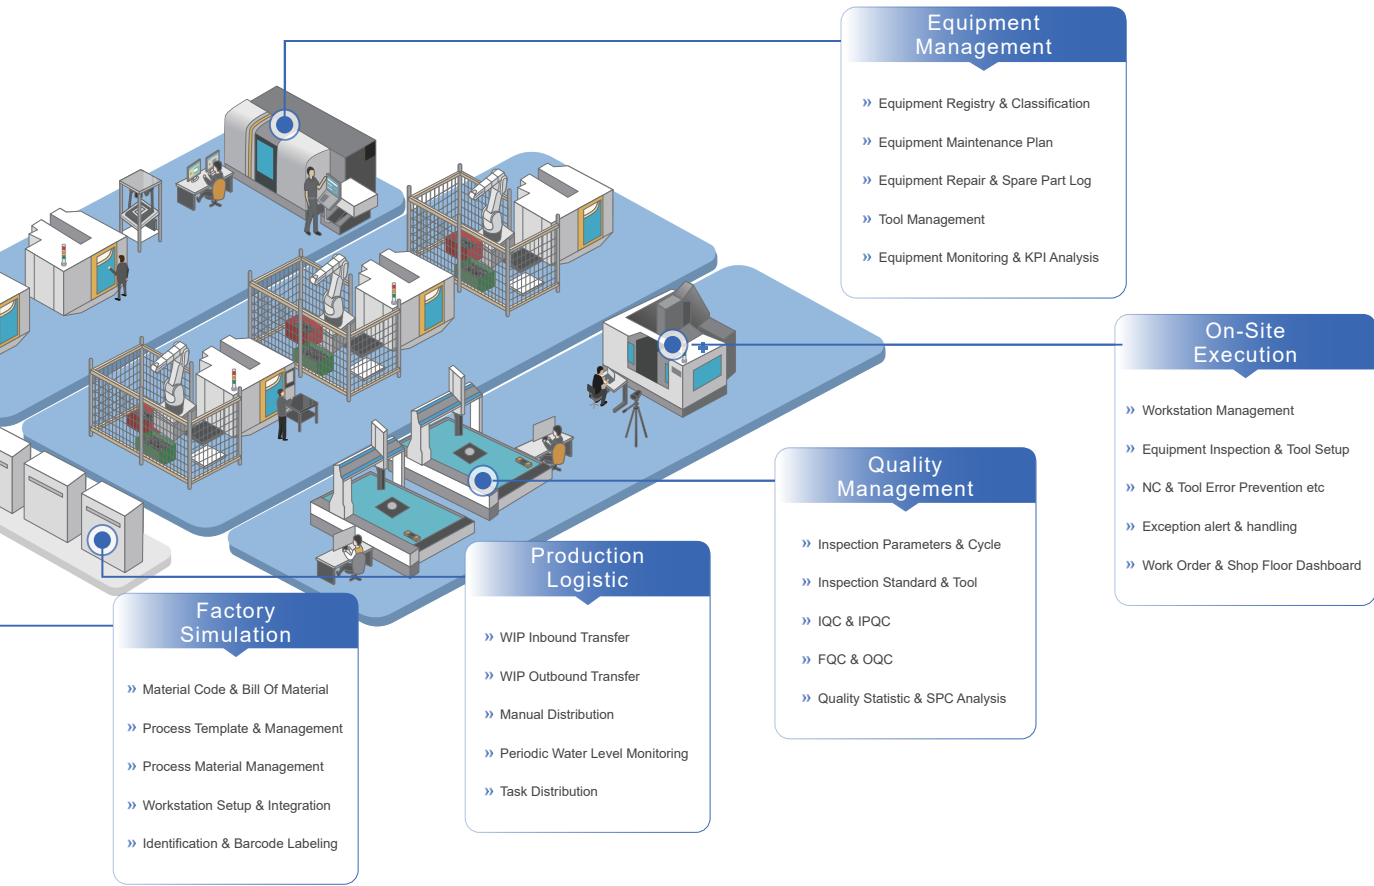 Equipment
Management
Equipment Registry & Classification
Equipment Maintenance Plan
Equipment Repair & Spare Part Log
Tool Management
Equipment Monitoring & KPI Analysis
On-Site
Execution
Workstation Management
Equipment Inspection & Tool Setup
NC & Tool Error Prevention etc
Exception alert & handling
Work Order & Shop Floor Dashboard
Quality
Management
Inspection Parameters & Cycle
Inspection Standard & Tool
IQC & IPQC
FQC & OQC
Quality Statistic & SPC Analysis
Production
Logistic
WIP Inbound Transfer
WIP Outbound Transfer
Manual Distribution
Periodic Water Level Monitoring
Task Distribution
Factory
Simulation
Material Code & Bill Of Material
Process Template & Management
Process Material Management
Workstation Setup & Integration
Identification & Barcode Labeling